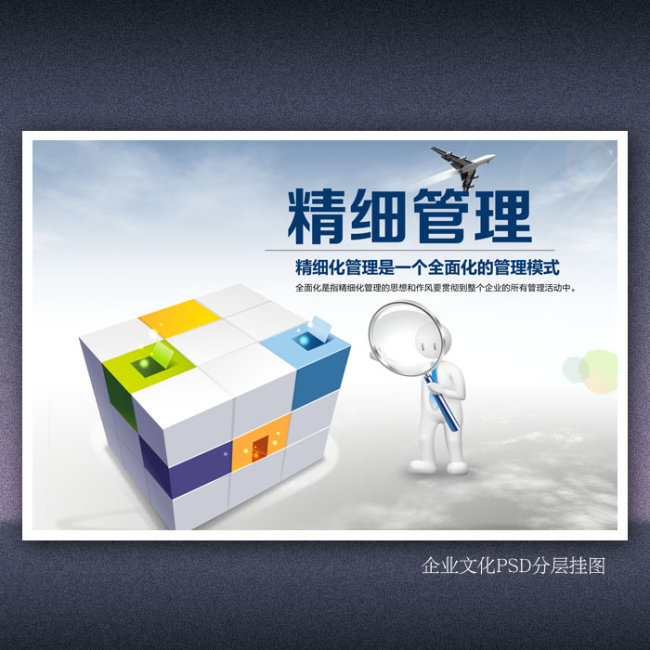 精细管理
精细化管理是一个全面化的管理模式
全面化是指精细化管理的思想和作风要贯彻到整个企业的所有管理活动中。
企业文化PSD分层挂图